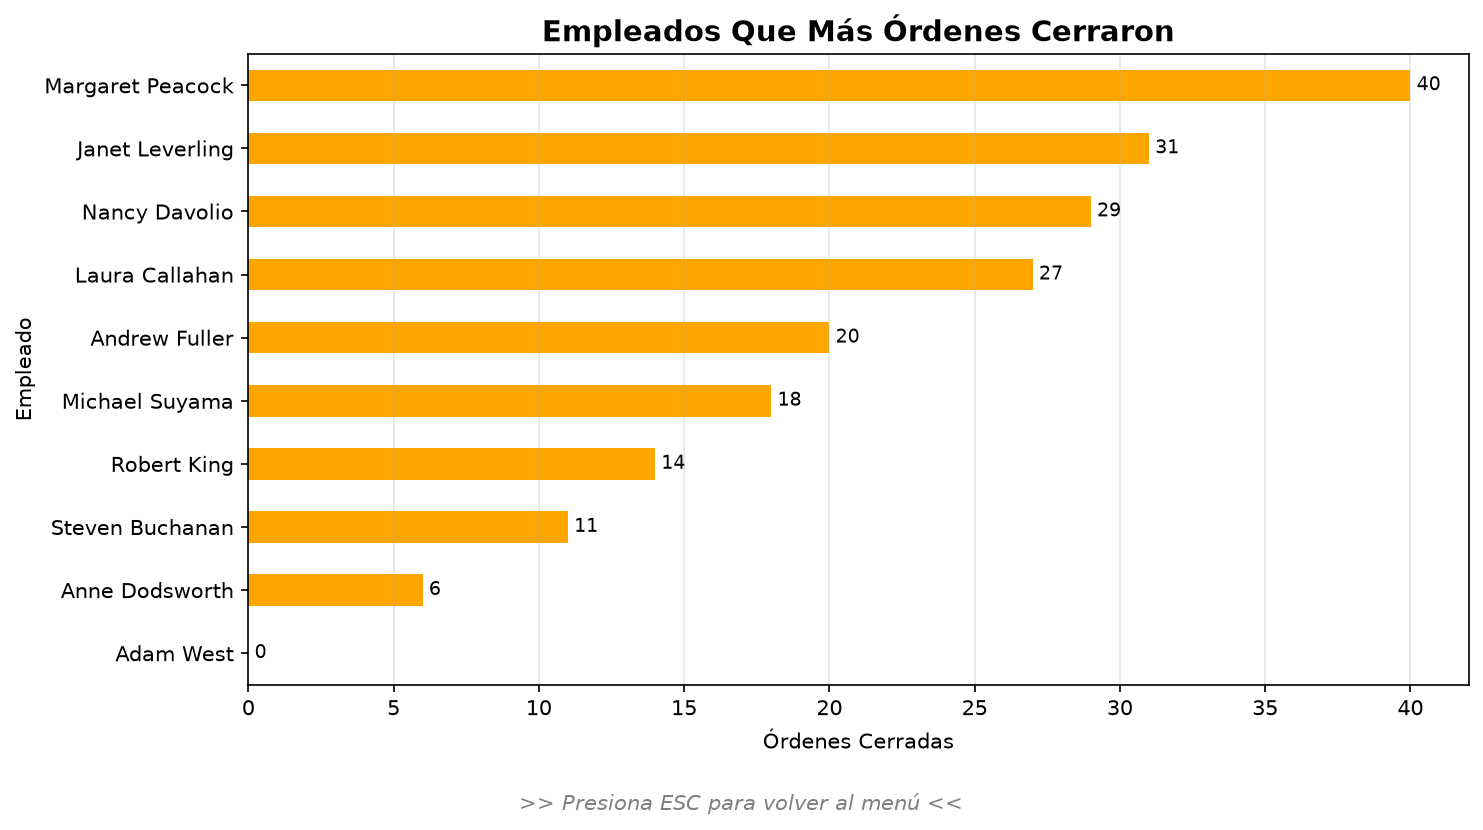 Empleados Que Más Órdenes Cerraron
Empleado
Margaret Peacock 40
Janet Leverling 31
Nancy Davolio 29
Laura Callahan 27
Andrew Fuller 20
Michael Suyama 18
Robert King 14
Steven Buchanan 11
Anne Dodsworth 6
Adam West 0
0 5 10 15 20 25 30 35 40
Órdenes Cerradas
>> Presiona ESC para volver al menú <<